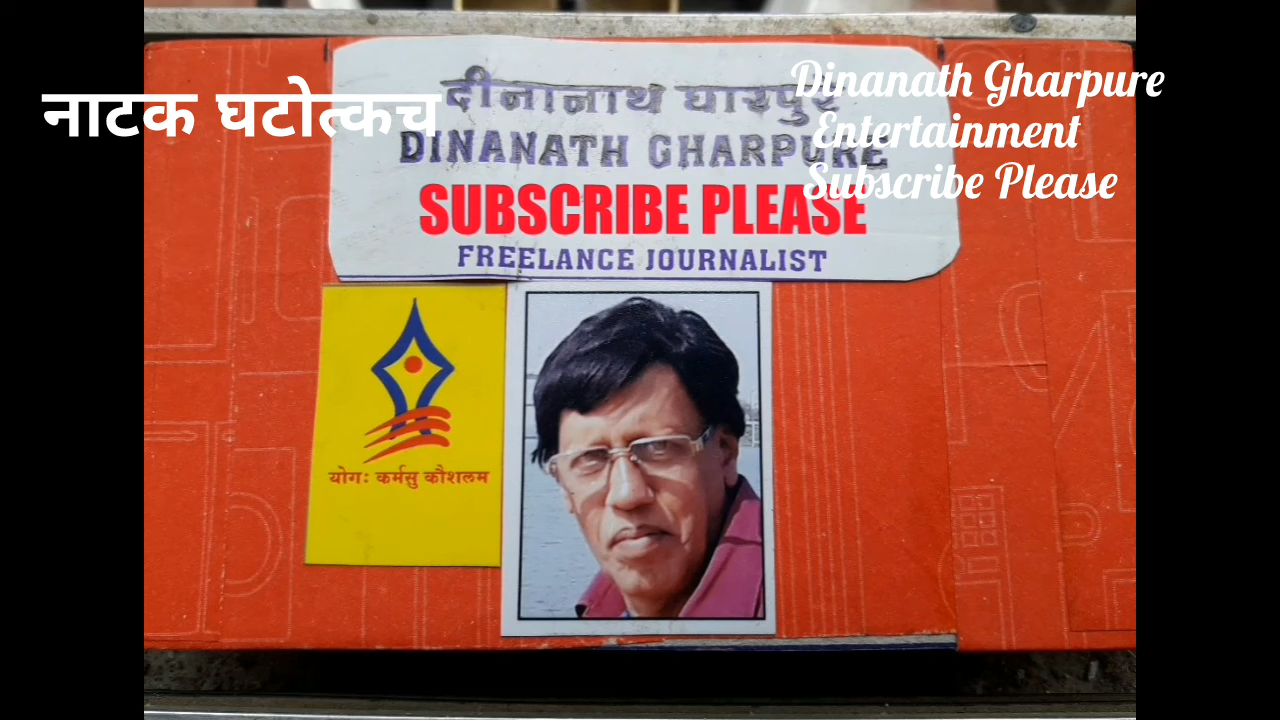 नाटक घटोत्कच
Dinanath Gharpure
Entertainment
Subscribe Please
दीनानाथ घारपुरे
DINANATH GHARPURE
SUBSCRIBE PLEASE
FREELANCE JOURNALIST
योगः कर्मसु कौशलम